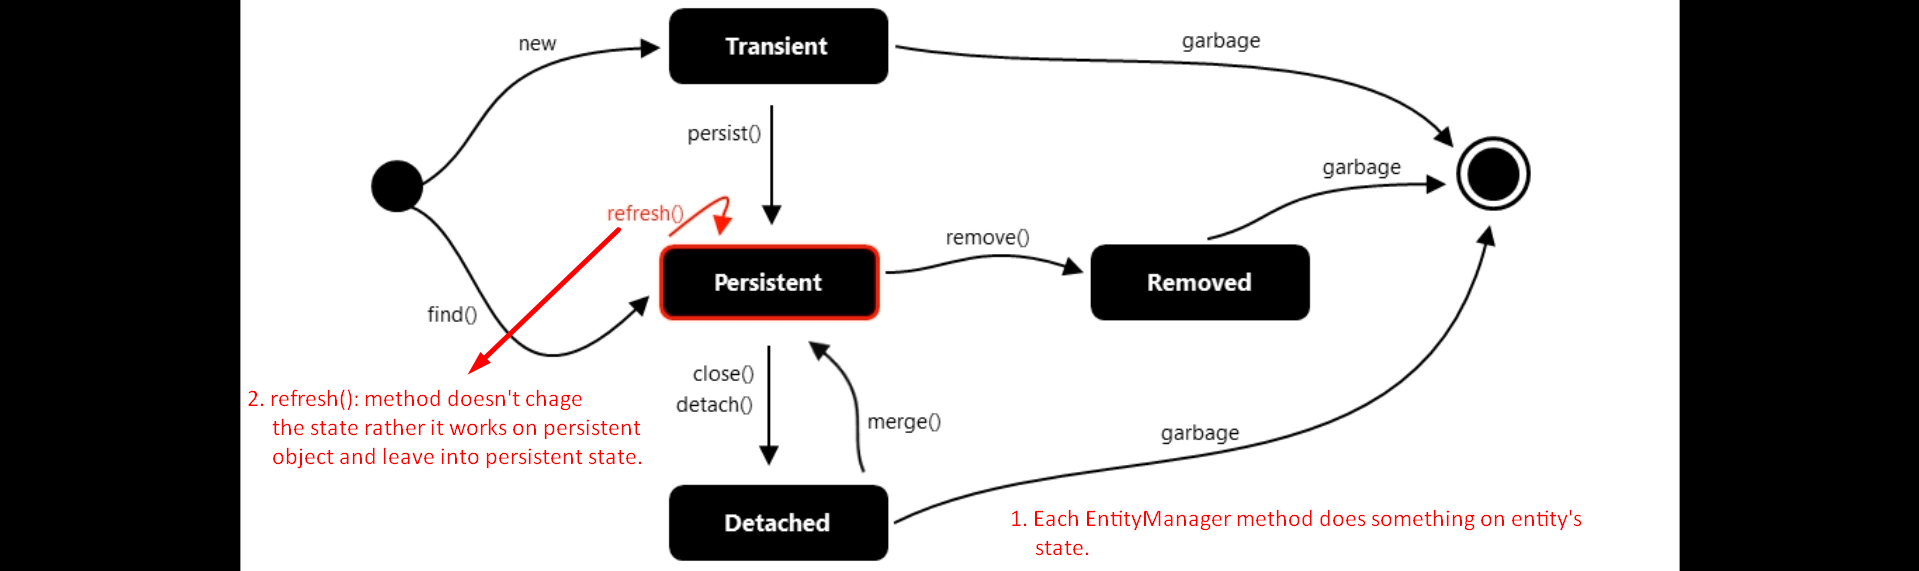 new
Transient
garbage
persist()
garbage
refresh()
remove()
Persistent
Removed
find()
close()
detach()
merge()
2. refresh(): method doesn't chage
the state rather it works on persistent
object and leave into persistent state.
garbage
Detached
1. Each EntityManager method does something on entity's
state.